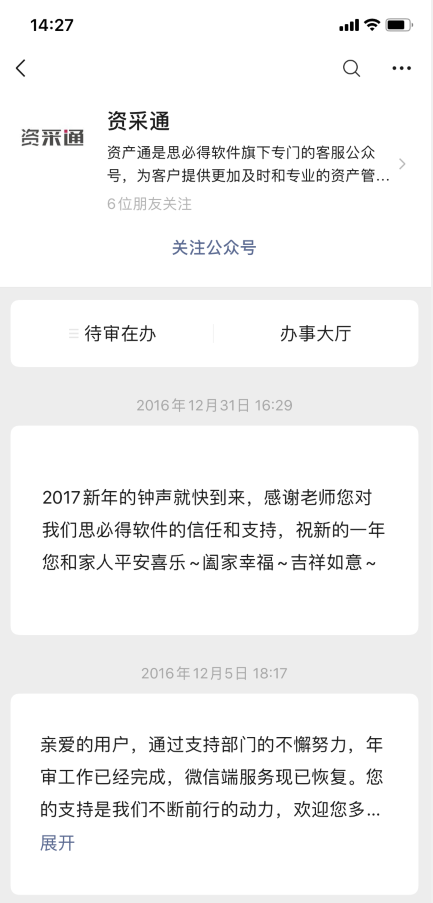 14:27
资采通
资采通
资产通是思必得软件旗下专门的客服公众
号，为客户提供更加及时和专业的资产管...
6位朋友关注
关注公众号
待审在办
办事大厅
2016年12月31日 16:29
2017新年的钟声就快到来，感谢老师您对
我们思必得软件的信任和支持，祝新的一年
您和家人平安喜乐~阖家幸福~吉祥如意~
2016年12月5日 18:17
亲爱的用户，通过支持部门的不懈努力，年
审工作已经完成，微信端服务现已恢复。您
的支持是我们不断前行的动力，欢迎您多...
展开